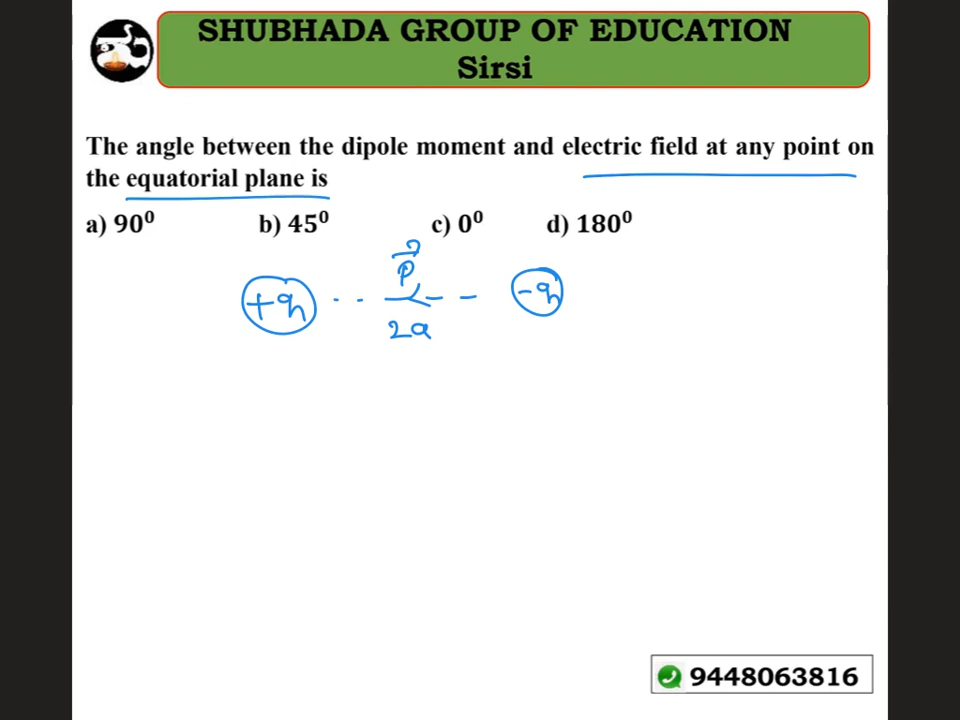 SHUBHADA GROUP OF EDUCATION
Sirsi
The angle between the dipole moment and electric field at any point on
the equatorial plane is
a) 90⁰ b) 45⁰ c) 0⁰ d) 180⁰
p⃗
+q -q
2a
9448063816